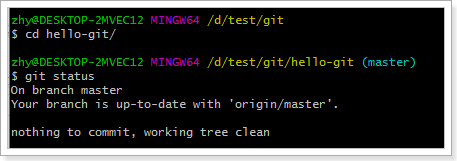 zhy@DESKTOP-2MVEC12 MINGW64 /d/test/git
$ cd hello-git/
zhy@DESKTOP-2MVEC12 MINGW64 /d/test/git/hello-git (master)
$ git status
On branch master
Your branch is up-to-date with 'origin/master'.
nothing to commit, working tree clean